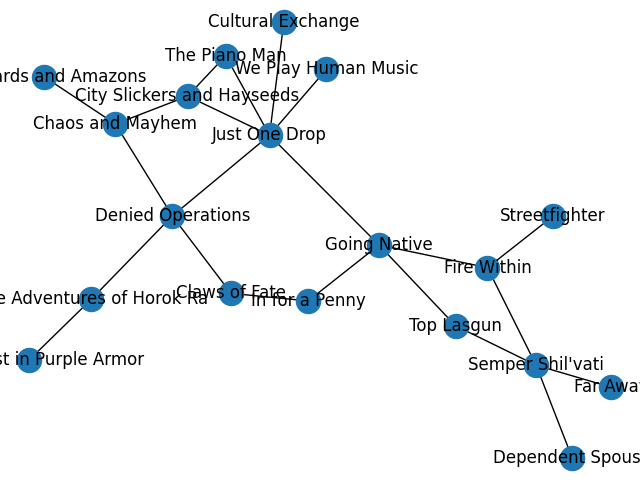 Cultural Exchange
The Piano Man
We Play Human Music
ards and Amazons
City Slickers and Hayseeds
Chaos and Mayhem
Just One Drop
Denied Operations
Streetfighter
Going Native
Fire Within
Claws of Fate
e Adventures of Horok Ra
In for a Penny
Top Lasgun
st in Purple Armor
Semper Shil'vati
Far Away
Dependent Spous